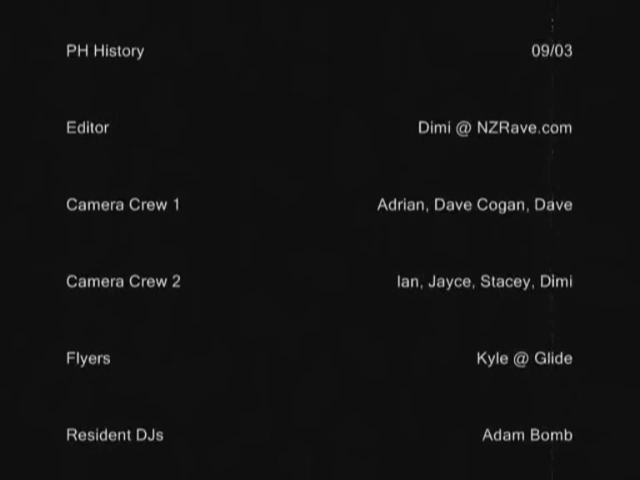 PH History 09/03
Editor Dimi @ NZRave.com
Camera Crew 1 Adrian, Dave Cogan, Dave
Camera Crew 2 Ian, Jayce, Stacey, Dimi
Flyers Kyle @ Glide
Resident DJs Adam Bomb